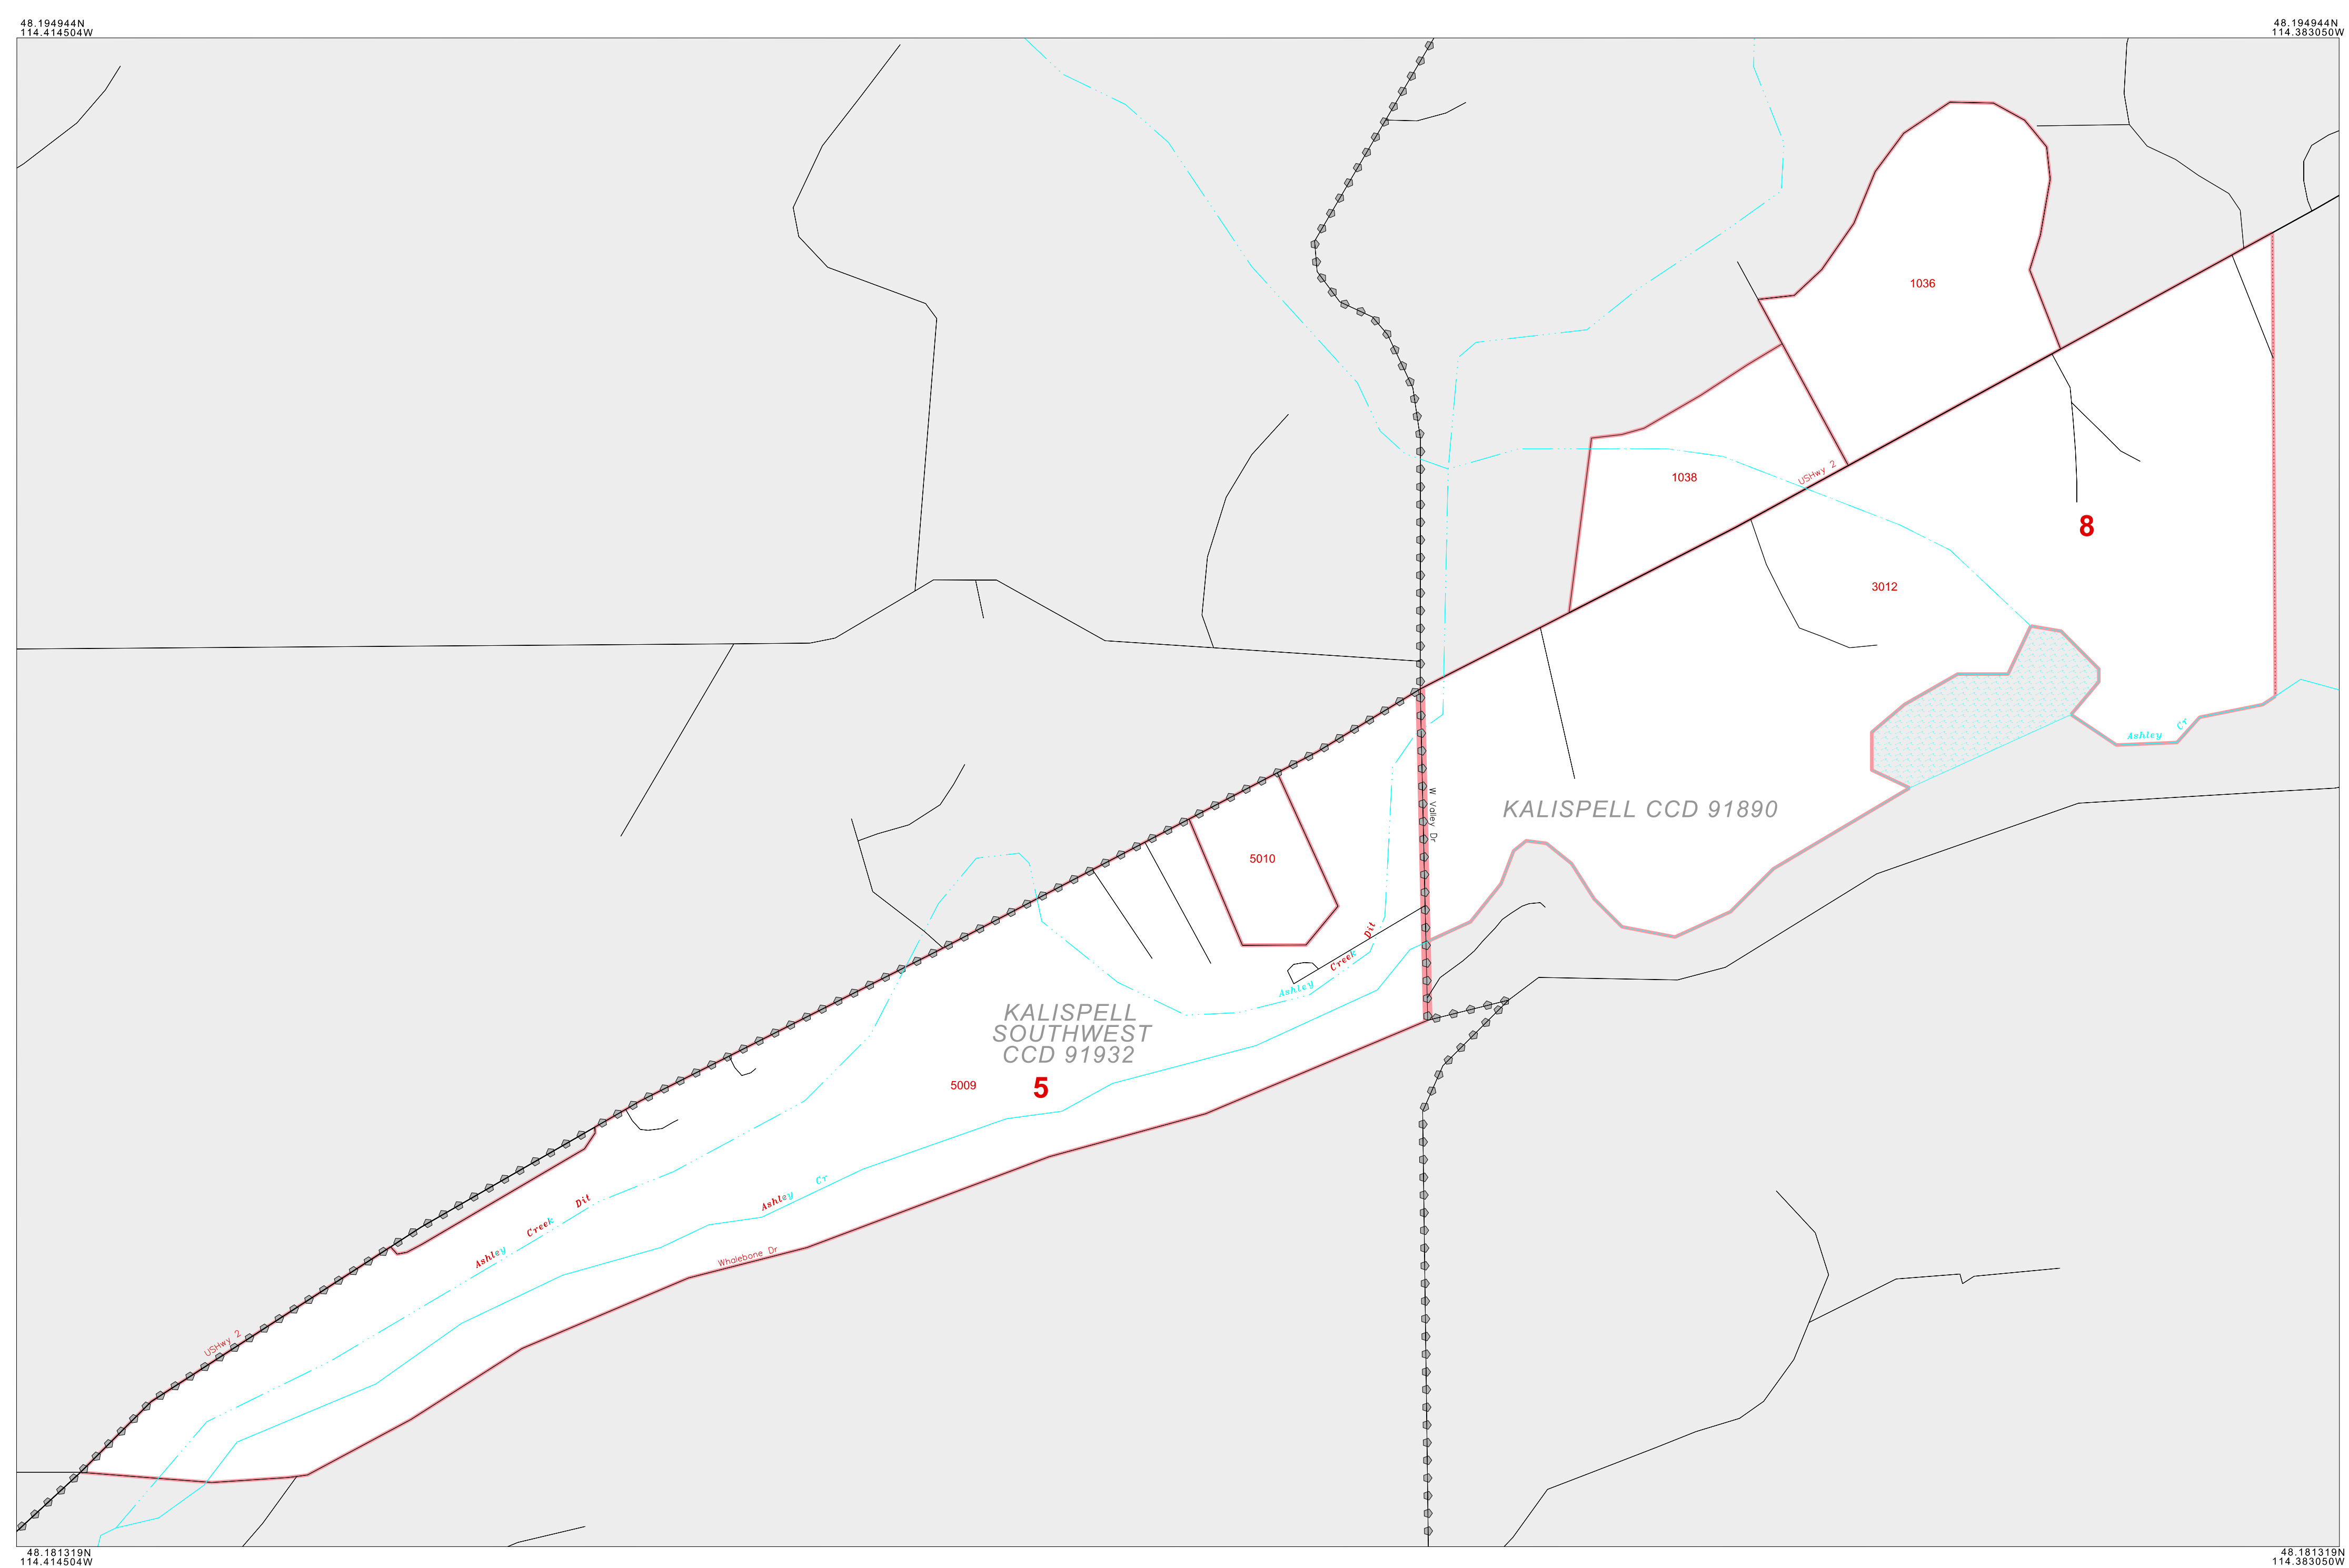 48.194944N
114.414504W
48.194944N
114.383050W
1036
USHwy 2
1038
8
3012
Ashley Cr
W Valley Dr
KALISPELL CCD 91890
5010
Ashley Creek Dit
KALISPELL
SOUTHWEST
CCD 91932
5009
5
Ashley Cr
Ashley Creek Dit
Whalebone Dr
USHwy 2
48.181319N
114.414504W
48.181319N
114.383050W